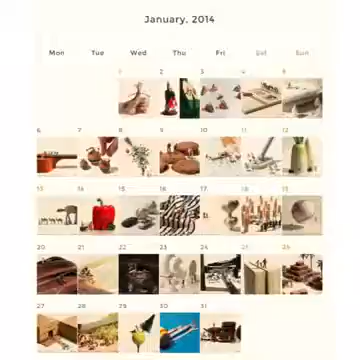 January, 2014
Mon Tue Wed Thu Fri Sat Sun
1 2 3 4 5
6 7 8 9 10 11 12
13 14 15 16 17 18 19
20 21 22 23 24 25 26
27 28 29 30 31